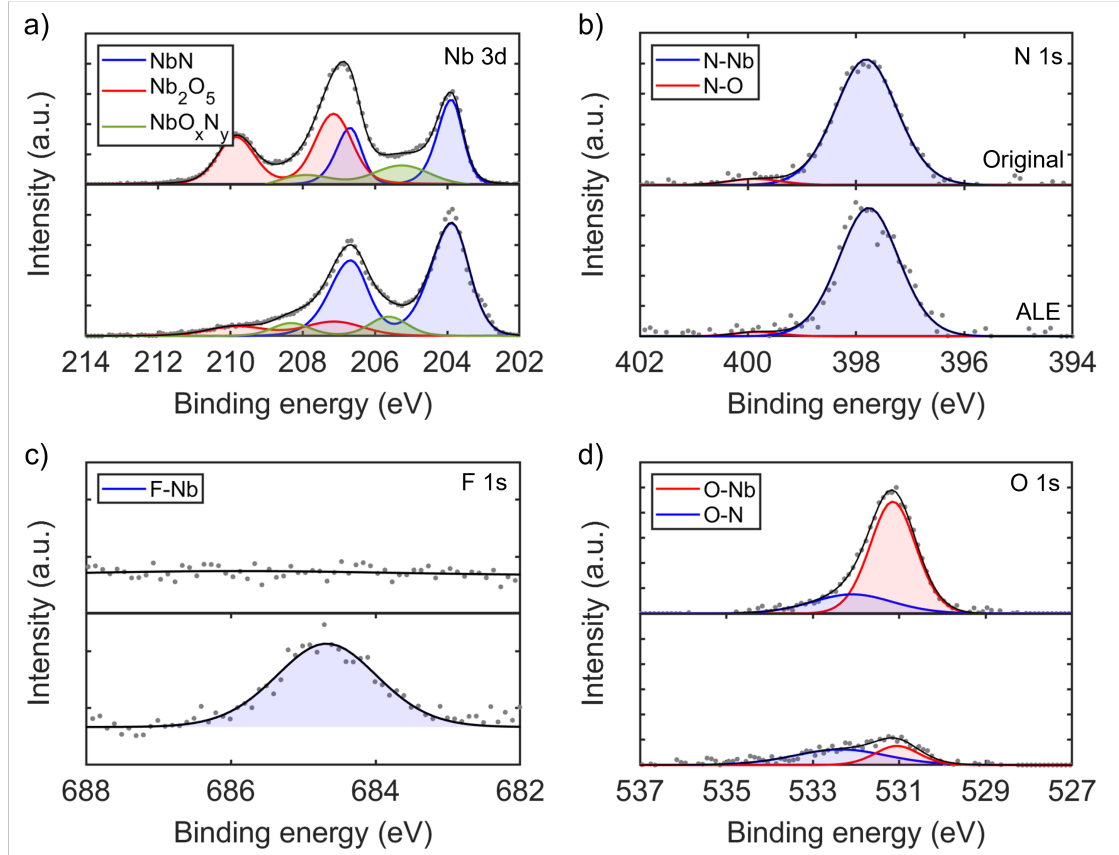 a)
NbN
Nb2O5
NbOxNy
Nb 3d
Intensity (a.u.)
214 212 210 208 206 204 202
Binding energy (eV)
b)
N-Nb
N-O
N 1s
Original
ALE
Intensity (a.u.)
402 400 398 396 394
Binding energy (eV)
c)
F-Nb
F 1s
Intensity (a.u.)
688 686 684 682
Binding energy (eV)
d)
O-Nb
O-N
O 1s
Intensity (a.u.)
537 535 533 531 529 527
Binding energy (eV)